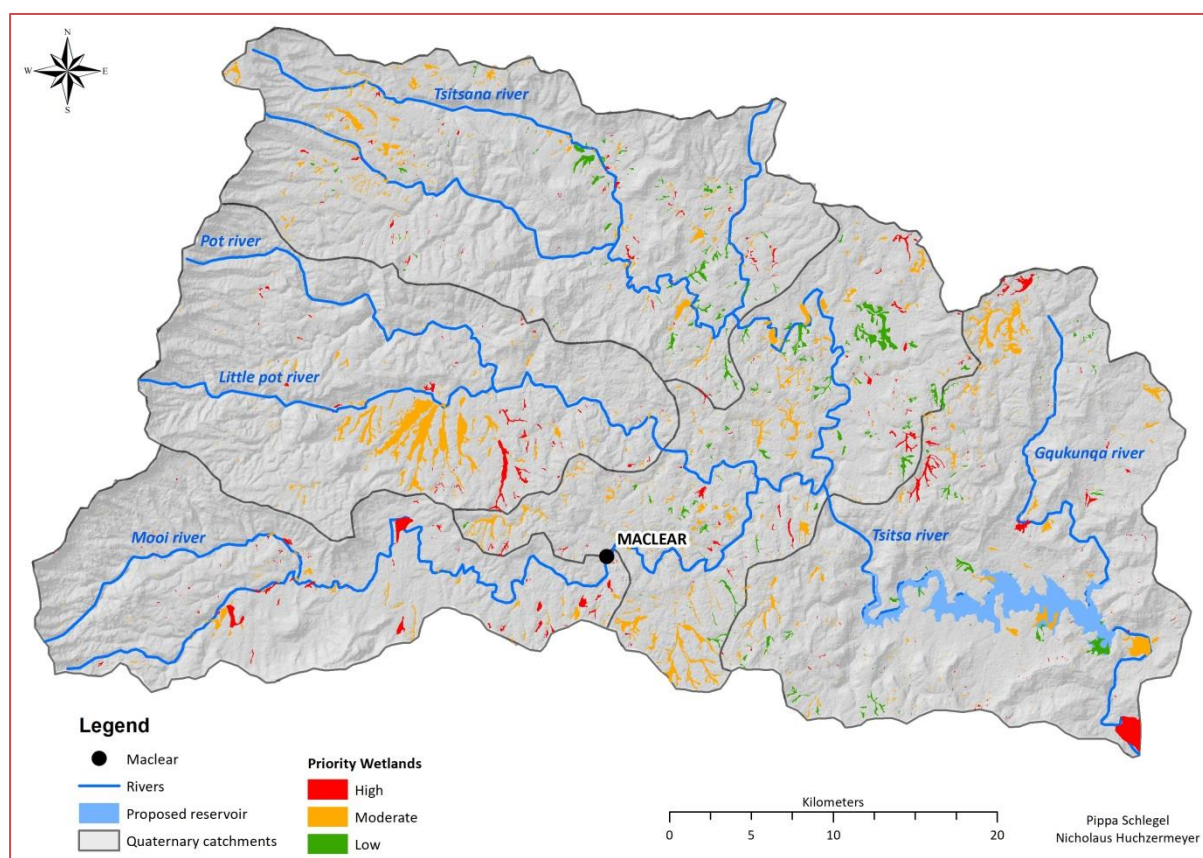 N
W E
S
Tsitsana river
Pot river
Little pot river
Gqukunqa river
Mooi river
MACLEAR
Tsitsa river
Legend
Maclear
Rivers
Proposed reservoir
Quaternary catchments
Priority Wetlands
High
Moderate
Low
Kilometers
0 5 10 20
Pippa Schlegel
Nicholaus Huchzermeyer